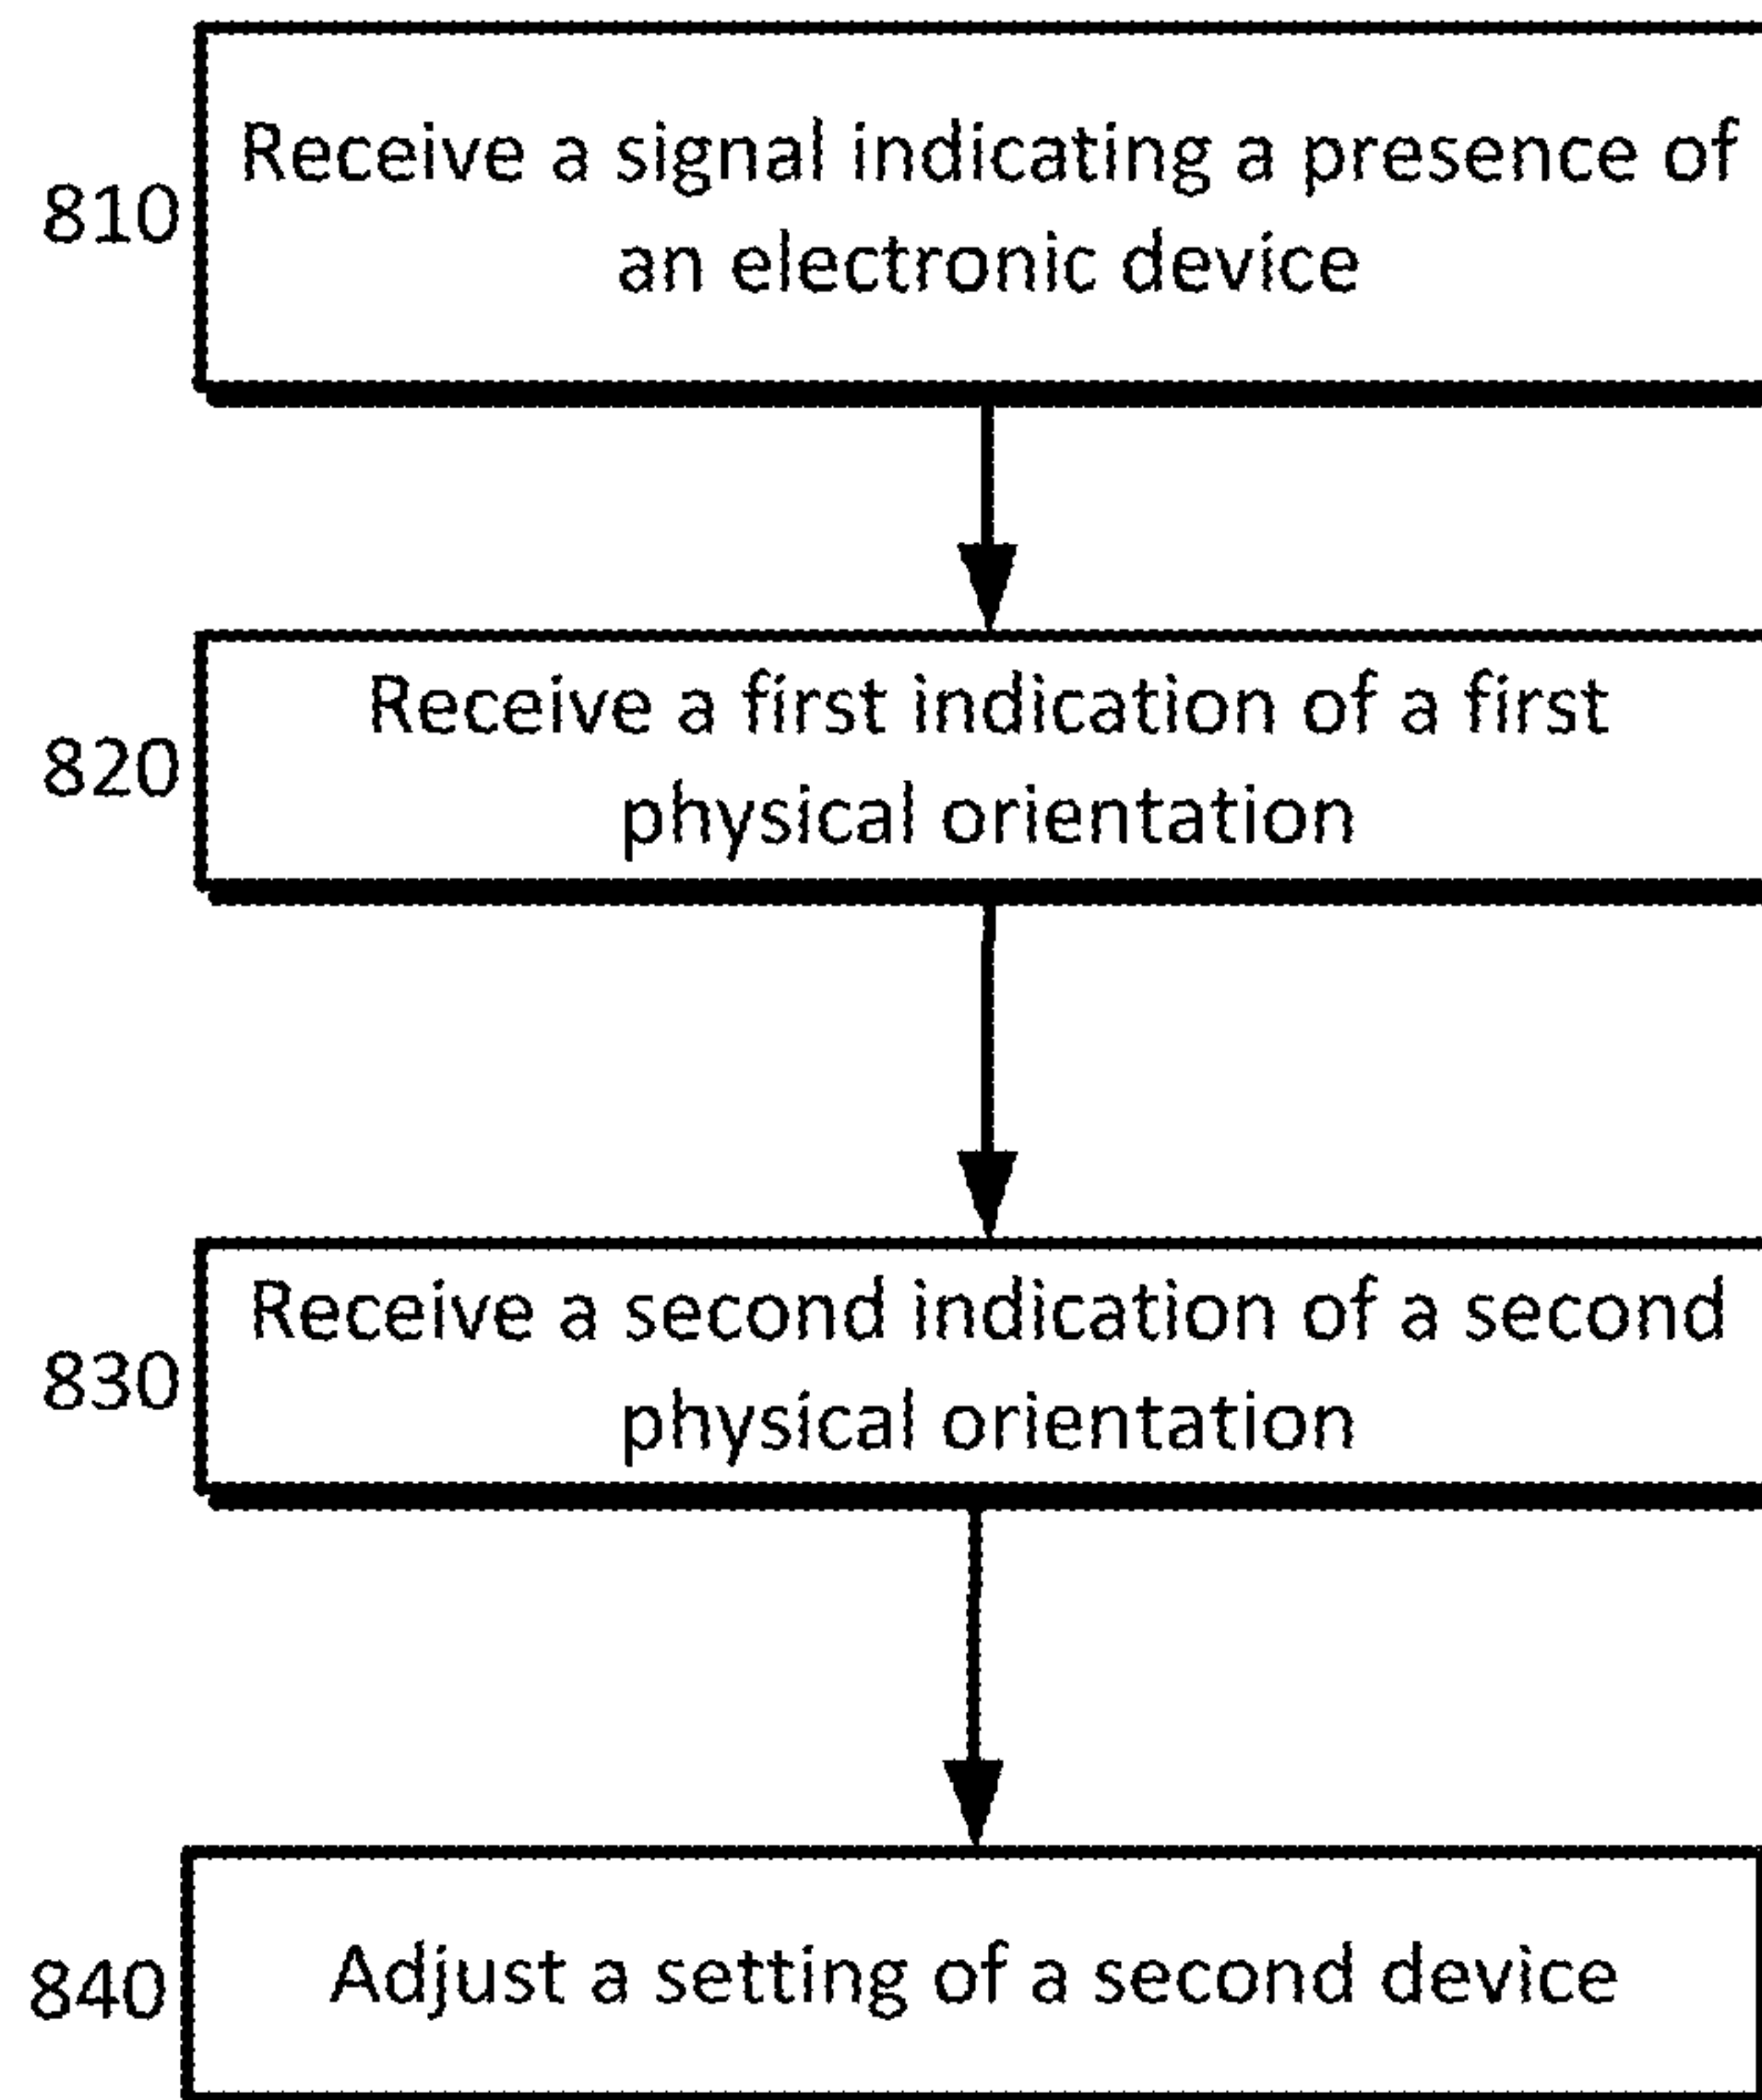 810
Receive a signal indicating a presence of
an electronic device
820
Receive a first indication of a first
physical orientation
830
Receive a second indication of a second
physical orientation
840
Adjust a setting of a second device